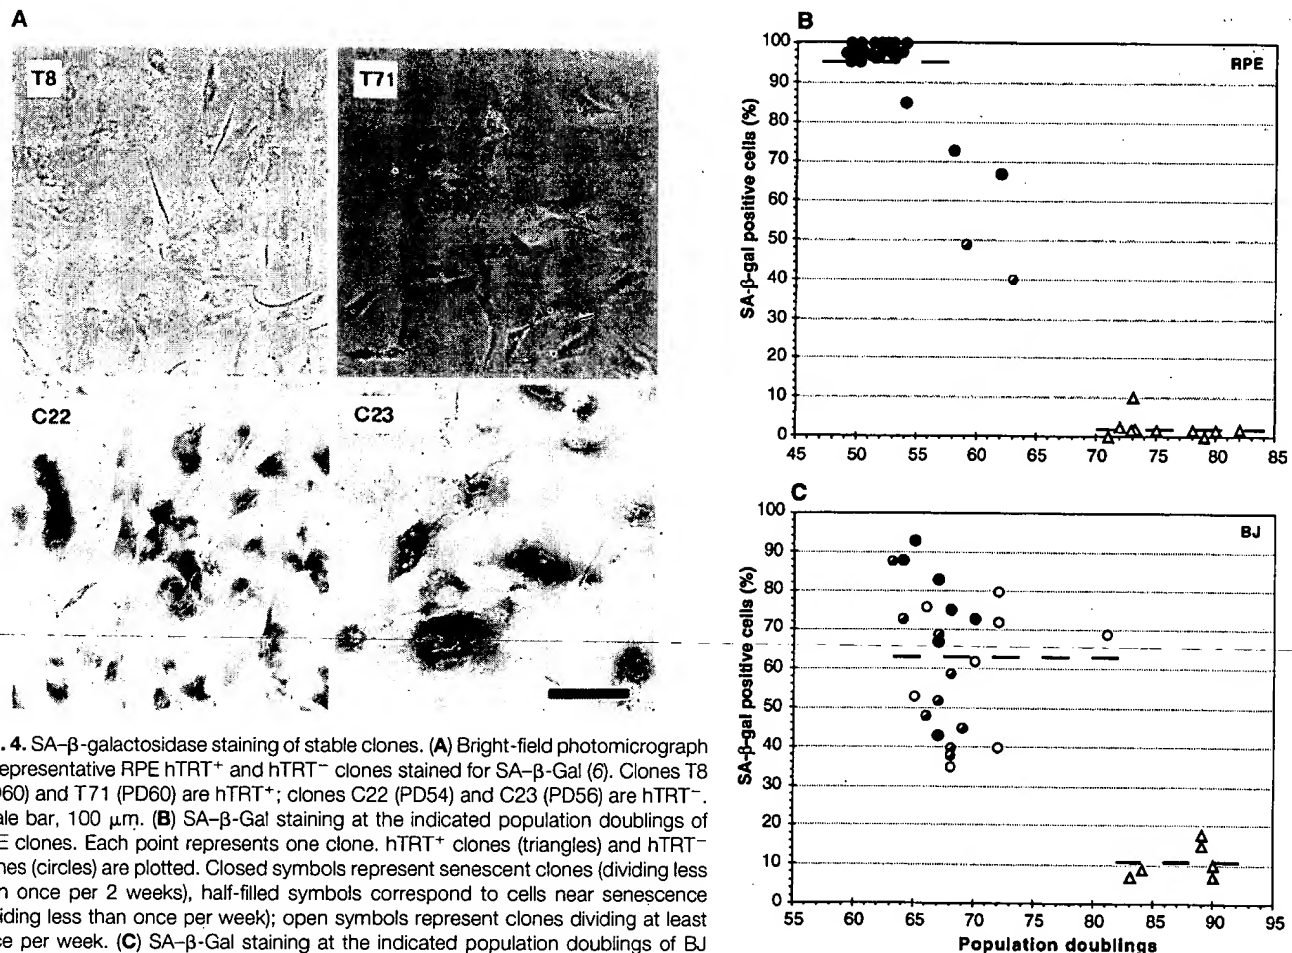 A
T8
T71
C22
C23
B
100
90
80
70
60
50
40
30
20
10
0
SA-β-gal positive cells (%)
RPE
45 50 55 60 65 70 75 80 85
C
100
90
80
70
60
50
40
30
20
10
0
SA-β-gal positive cells (%)
BJ
55 60 65 70 75 80 85 90 95
Population doublings
. 4. SA–β-galactosidase staining of stable clones. (A) Bright-field photomicrograph
epresentative RPE hTRT⁺ and hTRT⁻ clones stained for SA–β-Gal (6). Clones T8
60) and T71 (PD60) are hTRT⁺; clones C22 (PD54) and C23 (PD56) are hTRT⁻.
ale bar, 100 μm. (B) SA–β-Gal staining at the indicated population doublings of
E clones. Each point represents one clone. hTRT⁺ clones (triangles) and hTRT⁻
nes (circles) are plotted. Closed symbols represent senescent clones (dividing less
n once per 2 weeks), half-filled symbols correspond to cells near senescence
iding less than once per week); open symbols represent clones dividing at least
ce per week. (C) SA–β-Gal staining at the indicated population doublings of BJ